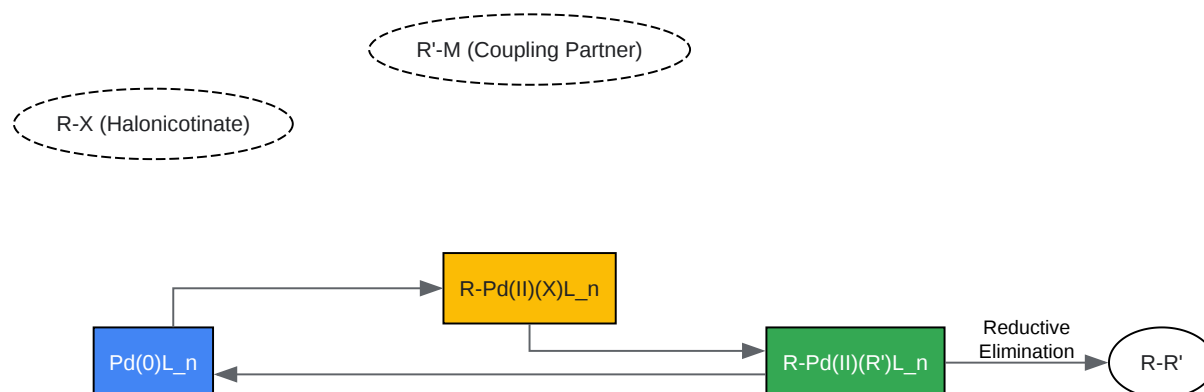 R'-M (Coupling Partner)
R-X (Halonicotinate)
R-Pd(II)(X)L_n
Pd(0)L_n
R-Pd(II)(R')L_n
Reductive
Elimination
R-R'